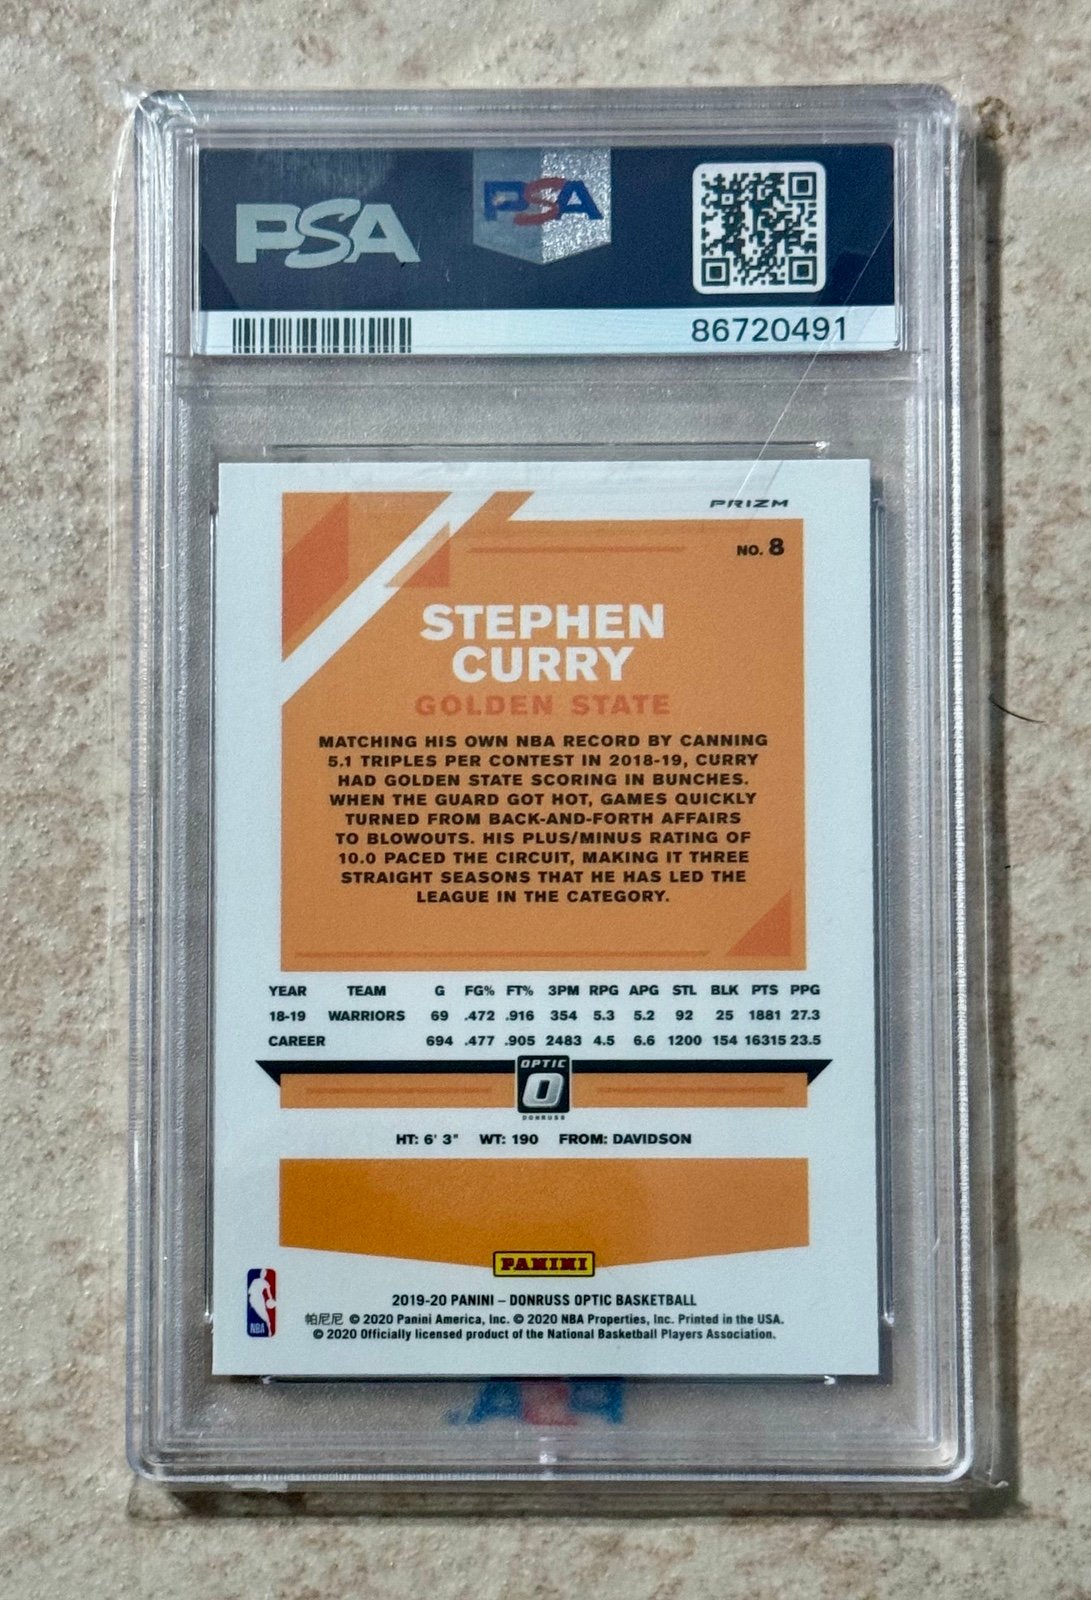 PSA
PSA
86720491
PRIZM
NO. 8
STEPHEN
CURRY
GOLDEN STATE
MATCHING HIS OWN NBA RECORD BY CANNING
5.1 TRIPLES PER CONTEST IN 2018-19, CURRY
HAD GOLDEN STATE SCORING IN BUNCHES.
WHEN THE GUARD GOT HOT, GAMES QUICKLY
TURNED FROM BACK-AND-FORTH AFFAIRS
TO BLOWOUTS. HIS PLUS/MINUS RATING OF
10.0 PACED THE CIRCUIT, MAKING IT THREE
STRAIGHT SEASONS THAT HE HAS LED THE
LEAGUE IN THE CATEGORY.
YEAR TEAM G FG% FT% 3PM RPG APG STL BLK PTS PPG
18-19 WARRIORS 69 .472 .916 354 5.3 5.2 92 25 1881 27.3
CAREER 694 .477 .905 2483 4.5 6.6 1200 154 16315 23.5
OPTIC
O
DONRUSS
HT: 6' 3" WT: 190 FROM: DAVIDSON
PANINI
2019-20 PANINI – DONRUSS OPTIC BASKETBALL
帕尼尼 © 2020 Panini America, Inc. © 2020 NBA Properties, Inc. Printed in the USA.
© 2020 Officially licensed product of the National Basketball Players Association.
NBA